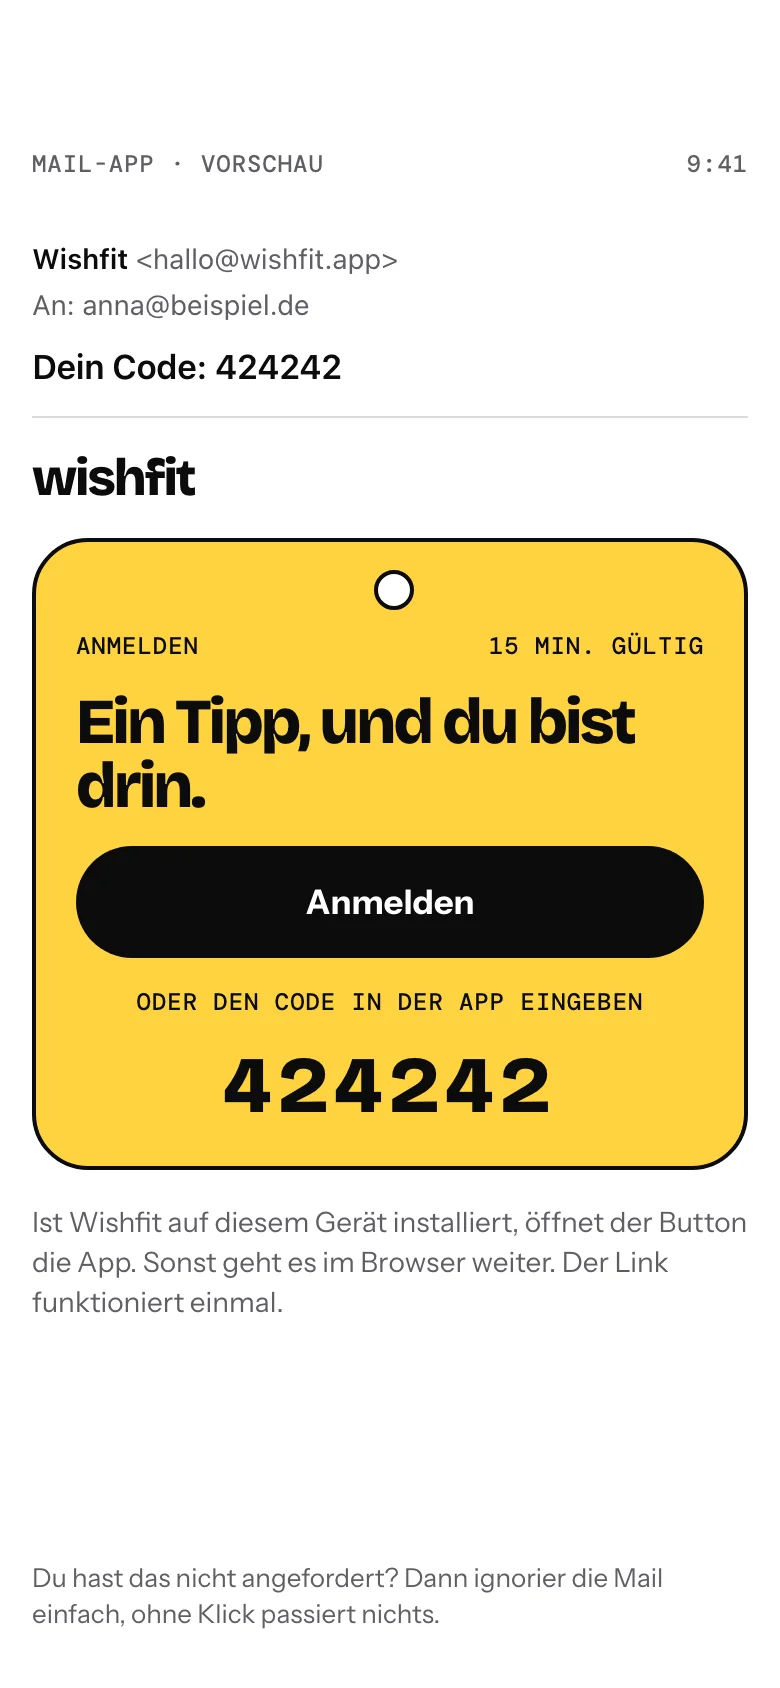 MAIL-APP · VORSCHAU 9:41
Wishfit <hallo@wishfit.app>
An: anna@beispiel.de
Dein Code: 424242
wishfit
ANMELDEN 15 MIN. GÜLTIG
Ein Tipp, und du bist
drin.
Anmelden
ODER DEN CODE IN DER APP EINGEBEN
424242
Ist Wishfit auf diesem Gerät installiert, öffnet der Button
die App. Sonst geht es im Browser weiter. Der Link
funktioniert einmal.
Du hast das nicht angefordert? Dann ignorier die Mail
einfach, ohne Klick passiert nichts.